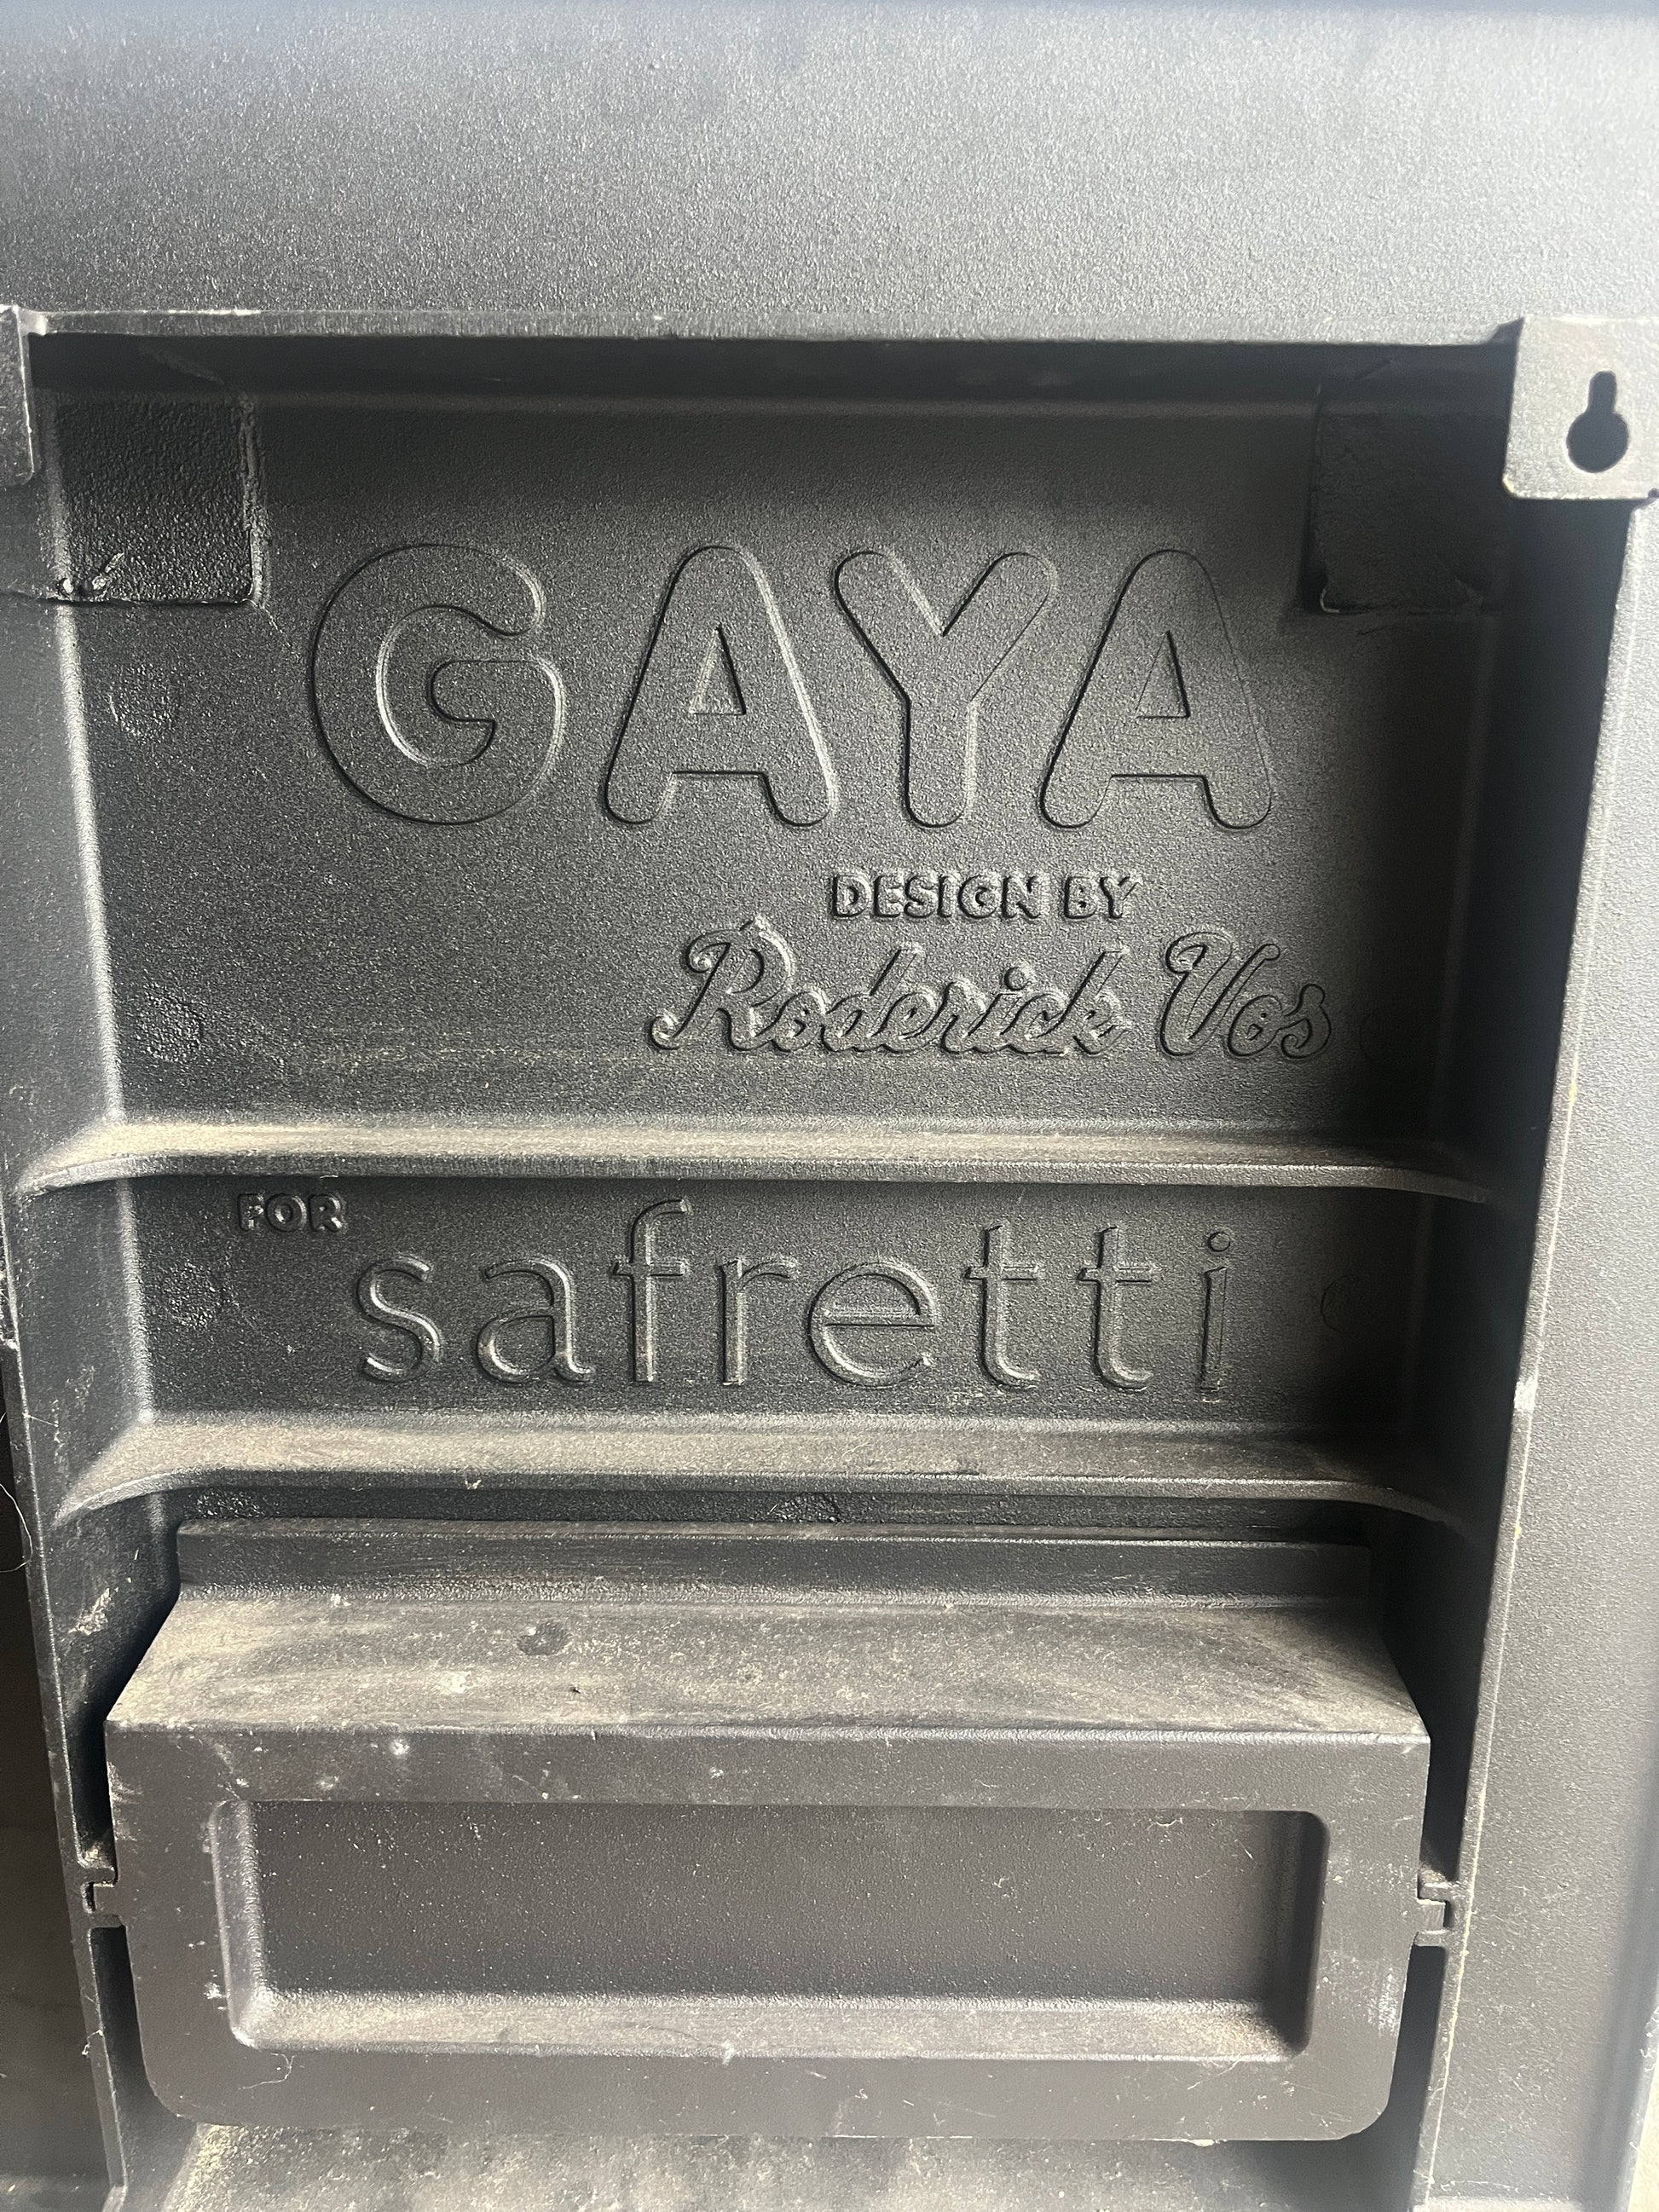 GAYA
DESIGN BY
Roderick Vos
FOR
safretti